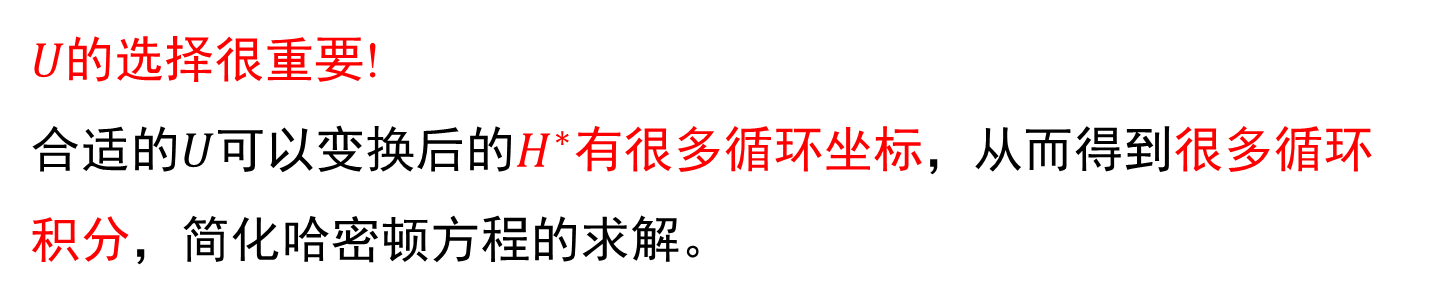 U的选择很重要!
合适的U可以变换后的H*有很多循环坐标，从而得到很多循环
积分，简化哈密顿方程的求解。